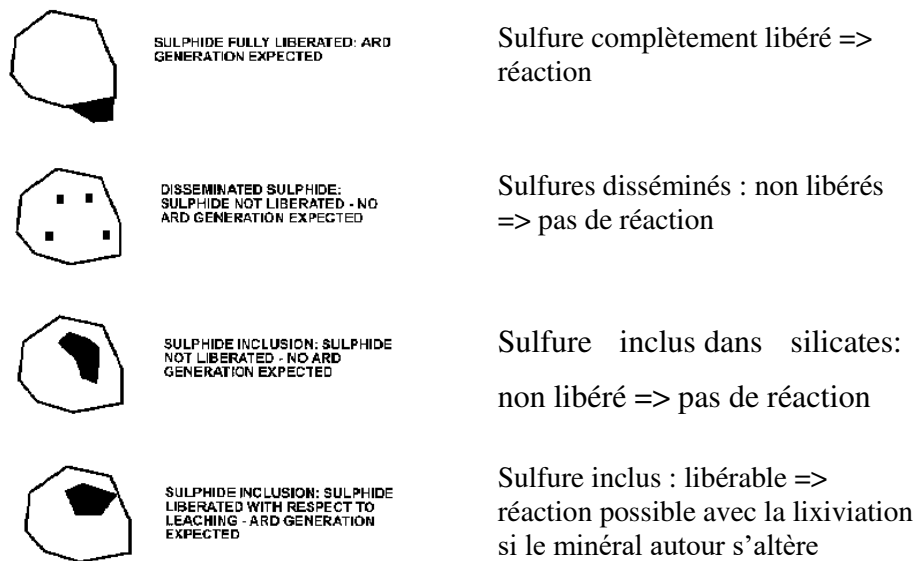 SULPHIDE FULLY LIBERATED: ARD
GENERATION EXPECTED
Sulfure complètement libéré =>
réaction
DISSEMINATED SULPHIDE:
SULPHIDE NOT LIBERATED - NO
ARD GENERATION EXPECTED
Sulfures disséminés : non libérés
=> pas de réaction
SULPHIDE INCLUSION: SULPHIDE
NOT LIBERATED - NO ARD
GENERATION EXPECTED
Sulfure inclus dans silicates:
non libéré => pas de réaction
SULPHIDE INCLUSION: SULPHIDE
LIBERATED WITH RESPECT TO
LEACHING - ARD GENERATION
EXPECTED
Sulfure inclus : libérable =>
réaction possible avec la lixiviation
si le minéral autour s'altère